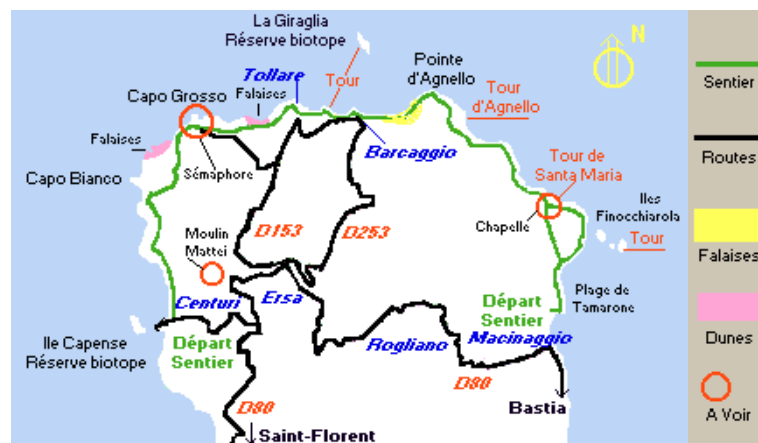 La Giraglia
Réserve biotope
N
Pointe
d'Agnello
Tollare
Tour
Capo Grosso
Falaises
Tour
d'Agnello
Sentier
Falaises
Barcaggio
Sémaphore
Tour de
Santa Maria
Routes
Capo Bianco
Iles
Finocchiarola
Chapelle
Moulin
Mattei
D153
D253
Tour
Falaises
Centuri
Ersa
Départ
Sentier
Plage de
Tamarone
Ile Capense
Réserve biotope
Départ
Sentier
Rogliano
Macinaggio
Dunes
D80
D80
Bastia
A Voir
Saint-Florent